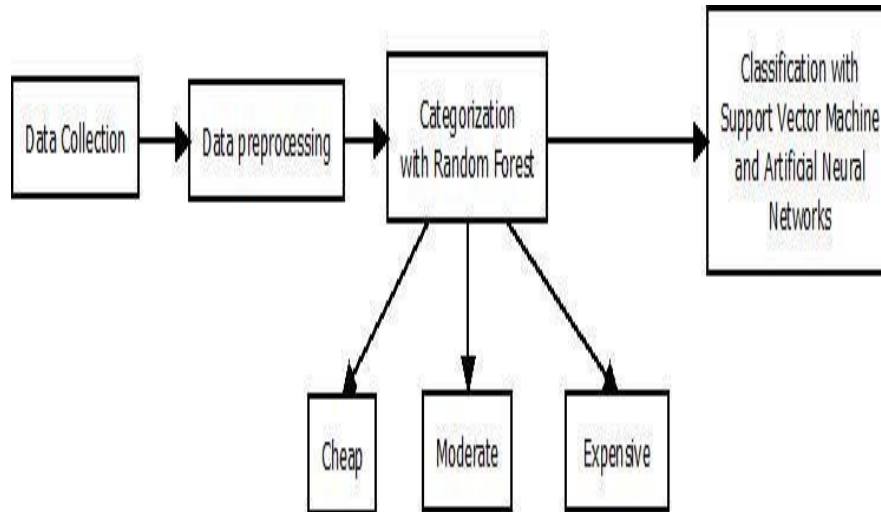 Data Collection
Data preprocessing
Categorization
with Random Forest
Classification with
Support Vector Machine
and Artificial Neural
Networks
Cheap
Moderate
Expensive